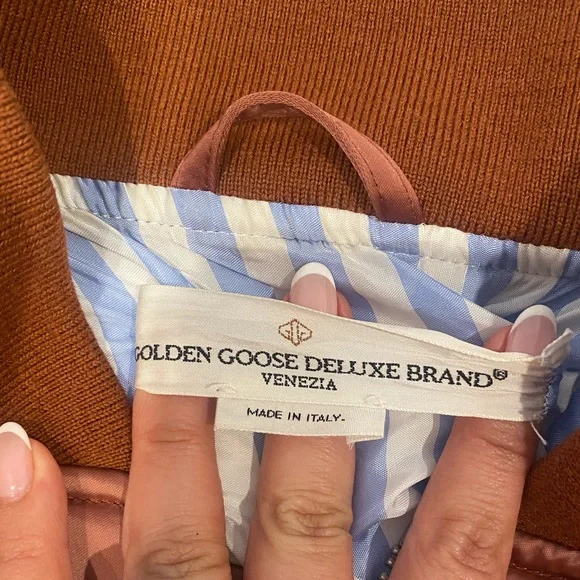 GOLDEN GOOSE DELUXE BRAND®
VENEZIA
MADE IN ITALY-